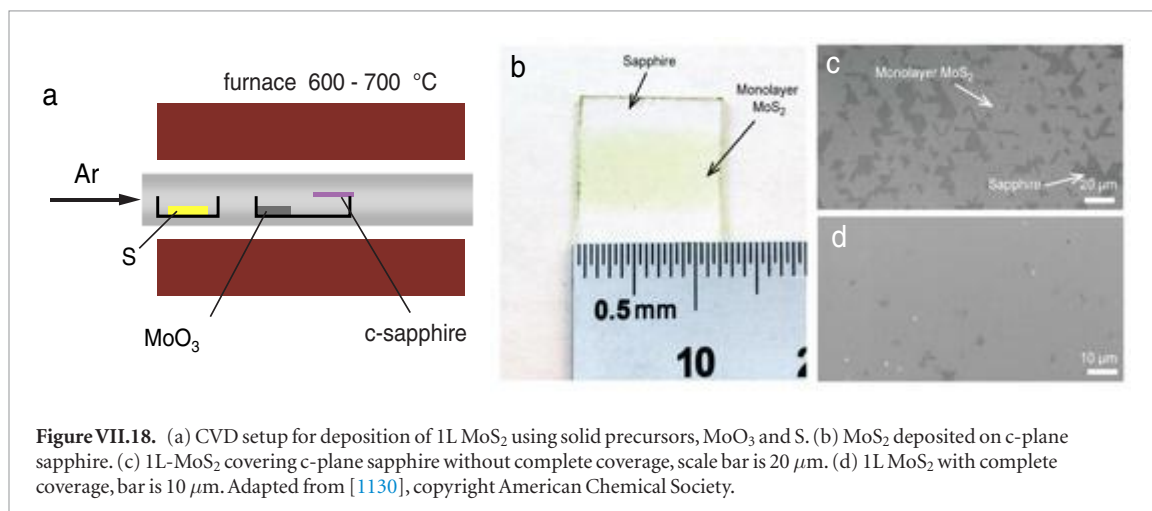 a
furnace 600 - 700 °C
Ar
S
MoO₃
c-sapphire
b
Sapphire
Monolayer
MoS₂
0.5 mm
10
c
Monolayer MoS₂
Sapphire
20 μm
d
10 μm
Figure VII.18. (a) CVD setup for deposition of 1L MoS₂ using solid precursors, MoO₃ and S. (b) MoS₂ deposited on c-plane
sapphire. (c) 1L-MoS₂ covering c-plane sapphire without complete coverage, scale bar is 20 μm. (d) 1L MoS₂ with complete
coverage, bar is 10 μm. Adapted from [1130], copyright American Chemical Society.